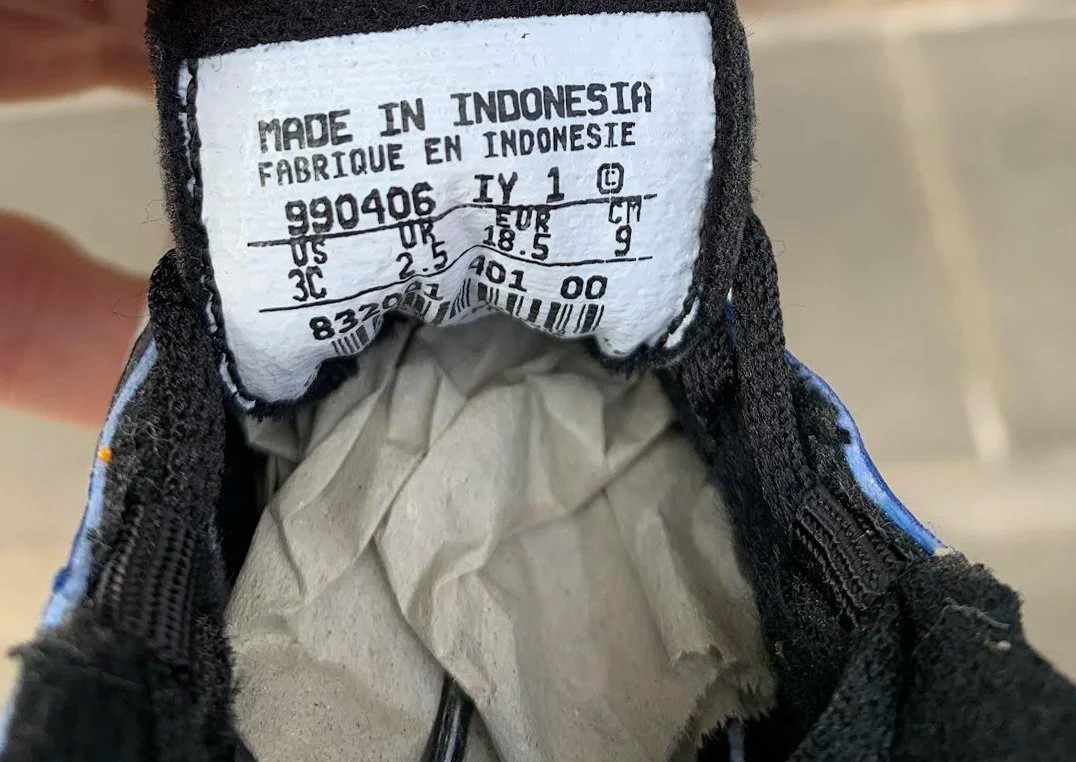 MADE IN INDONESIA
FABRIQUE EN INDONESIE
990406 IY 1 ©
US UK EUR CM
3C 2.5 18.5 9
401 00